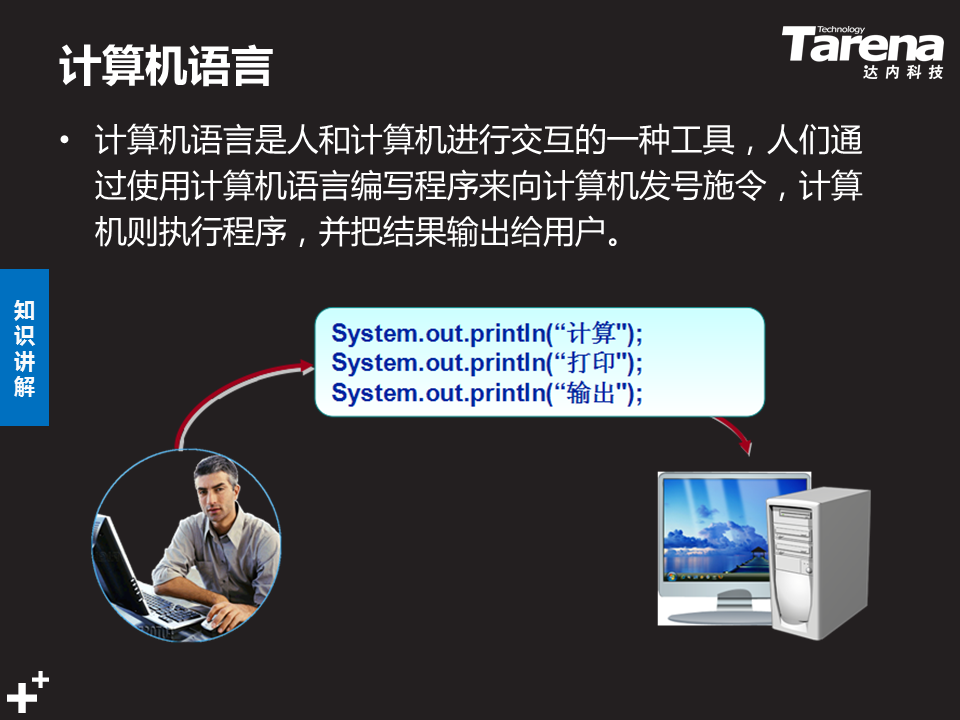 计算机语言
Technology
Tarena
达内科技
• 计算机语言是人和计算机进行交互的一种工具，人们通
过使用计算机语言编写程序来向计算机发号施令，计算
机则执行程序，并把结果输出给用户。
知识讲解
System.out.println(“计算");
System.out.println(“打印");
System.out.println(“输出");